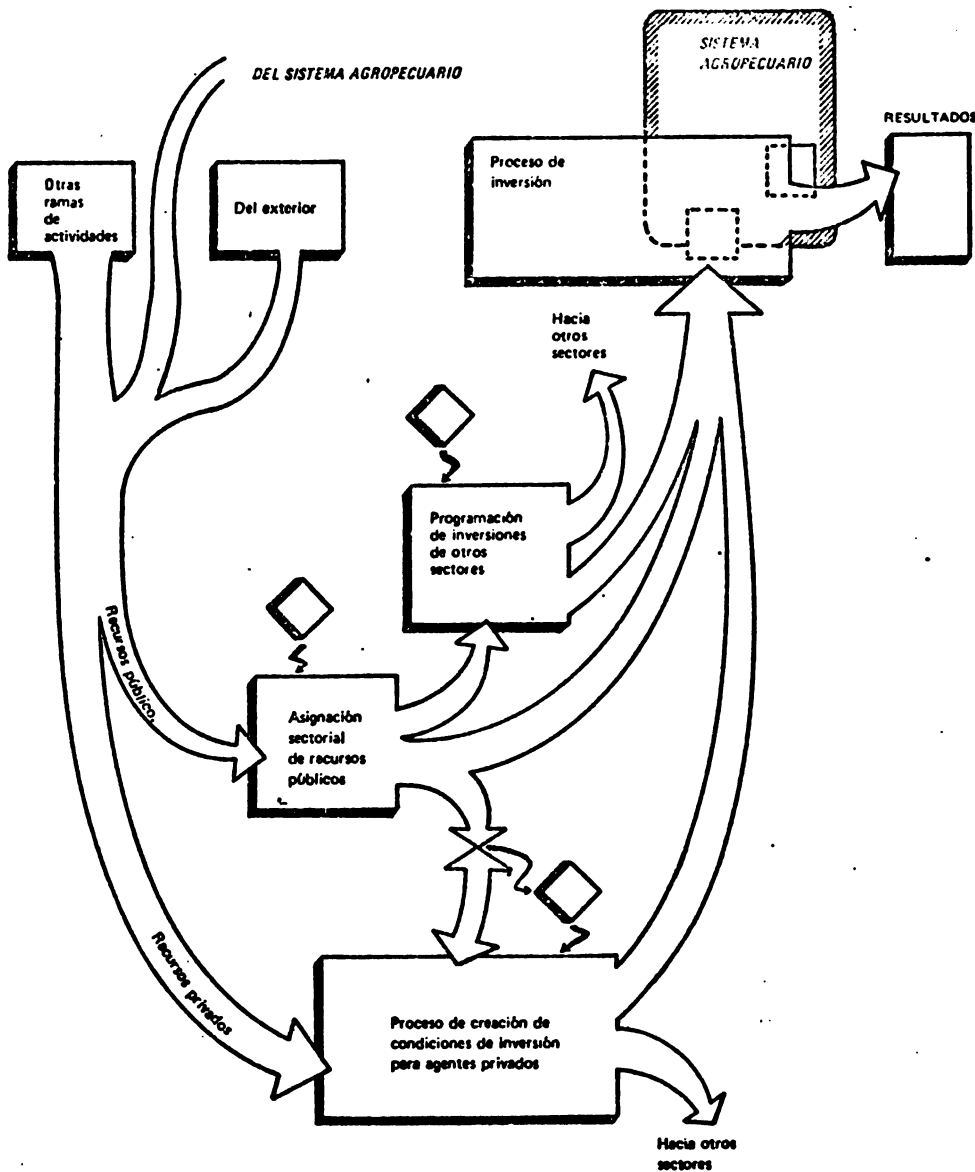 DEL SISTEMA AGROPECUARIO
SISTEMA
AGROPECUARIO
RESULTADOS
Otras
ramas
de
actividades
Del exterior
Proceso de
inversión
Hacia
otros
sectores
Programación
de inversiones
de otros
sectores
Recursos público,
Asignación
sectorial
de recursos
públicos
Recursos privados
Proceso de creación de
condiciones de inversión
para agentes privados
Hacia otros
sectores